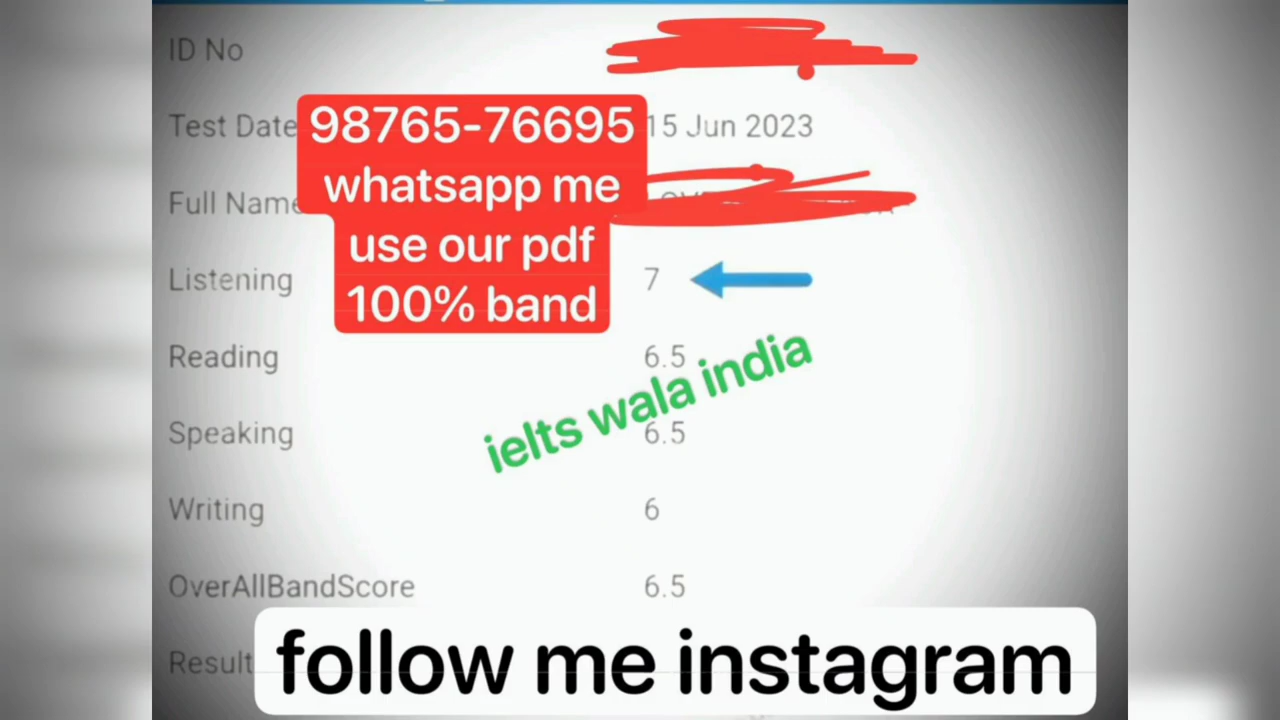 ID No
Test Date 15 Jun 2023
98765-76695
whatsapp me
use our pdf
100% band
Full Name
Listening 7
Reading 6.5
ielts wala india
Speaking 6.5
Writing 6
OverAllBandScore 6.5
Result
follow me instagram